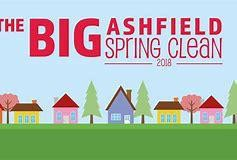 THE BIG ASHFIELD
SPRING CLEAN
2018